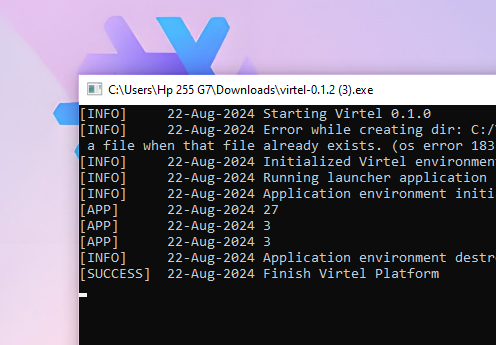 C:\Users\Hp 255 G7\Downloads\virtel-0.1.2 (3).exe
[INFO] 22-Aug-2024 Starting Virtel 0.1.0
[INFO] 22-Aug-2024 Error while creating dir: C:/
a file when that file already exists. (os error 183
[INFO] 22-Aug-2024 Initialized Virtel environment
[INFO] 22-Aug-2024 Running launcher application
[INFO] 22-Aug-2024 Application environment initi
[APP] 22-Aug-2024 27
[APP] 22-Aug-2024 3
[APP] 22-Aug-2024 3
[INFO] 22-Aug-2024 Application environment destr
[SUCCESS] 22-Aug-2024 Finish Virtel Platform